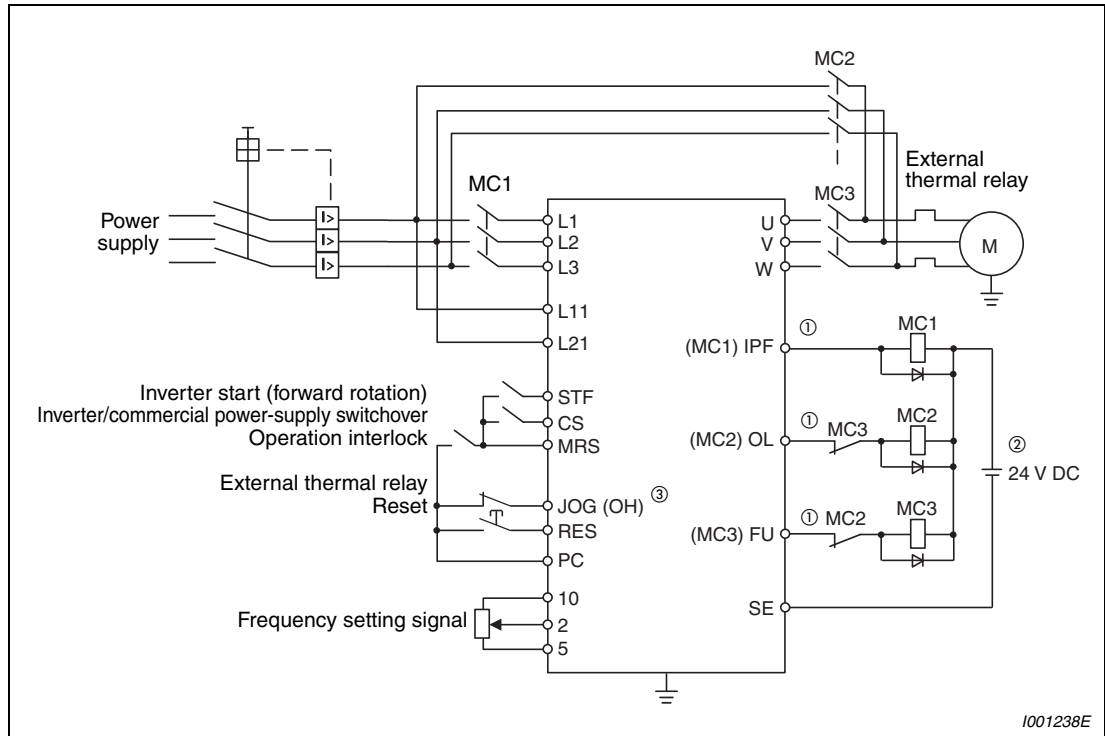 MC2
External
thermal relay
MC1
MC3
Power
supply
I>
I>
I>
L1
L2
L3
L11
L21
U
V
W
M
(MC1) IPF
①
MC1
Inverter start (forward rotation)
Inverter/commercial power-supply switchover
Operation interlock
STF
CS
MRS
(MC2) OL
①
MC3
MC2
②
24 V DC
External thermal relay
Reset
JOG (OH)
③
RES
PC
(MC3) FU
①
MC2
MC3
Frequency setting signal
10
2
5
SE
I001238E